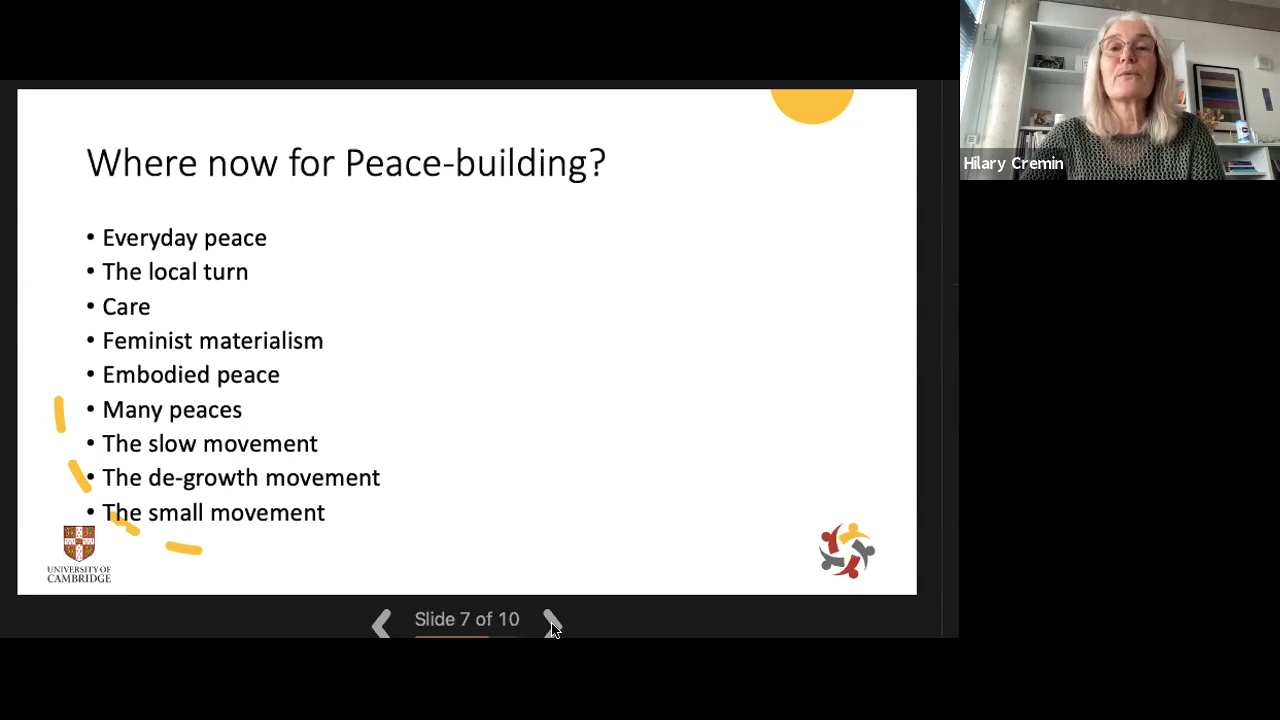 Where now for Peace-building?
• Everyday peace
• The local turn
• Care
• Feminist materialism
• Embodied peace
• Many peaces
• The slow movement
• The de-growth movement
• The small movement
UNIVERSITY OF
CAMBRIDGE
Slide 7 of 10
Hilary Cremin